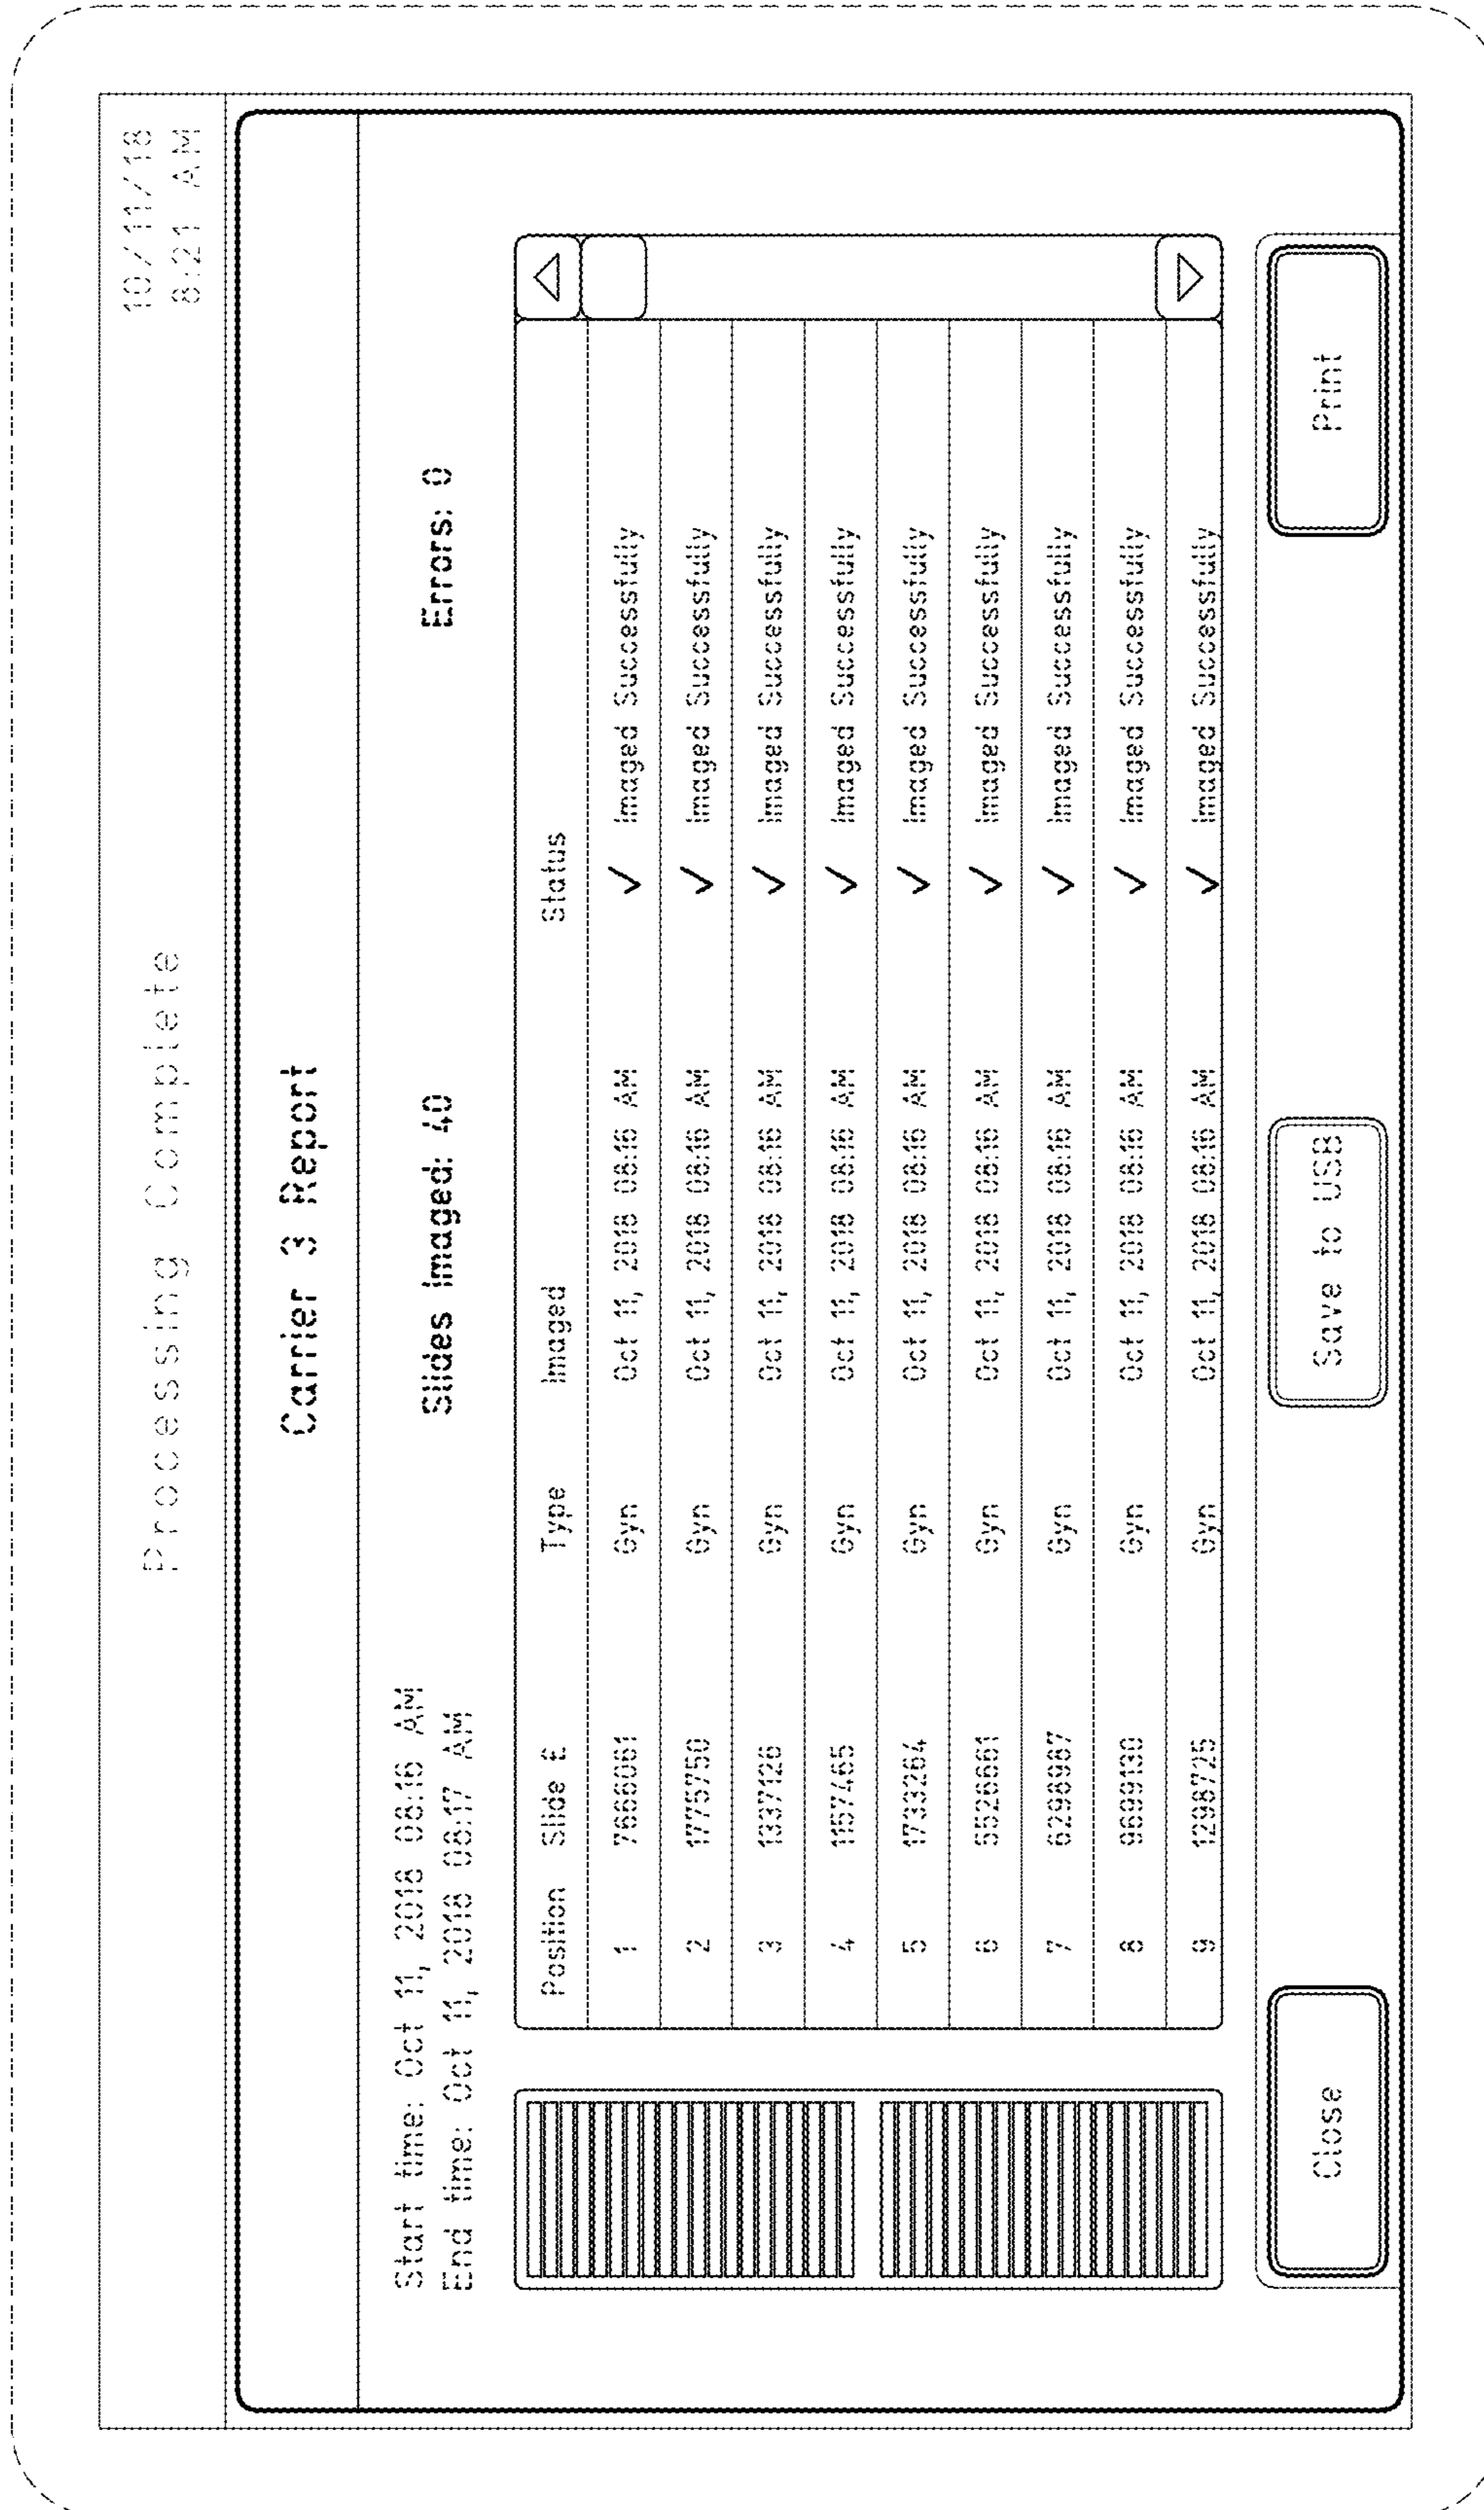 Processing Complete
10/11/18
8:21 AM
Carrier 3 Report
Start time: Oct 11, 2018 08:16 AM
End time: Oct 11, 2018 08:17 AM
Slides Imaged: 40
Errors: 0
Position Slide E Type Imaged Status
1 7666061 Gyn Oct 11, 2018 08:16 AM ✓ Imaged Successfully
2 1775750 Gyn Oct 11, 2018 08:16 AM ✓ Imaged Successfully
3 1337126 Gyn Oct 11, 2018 08:16 AM ✓ Imaged Successfully
4 1157465 Gyn Oct 11, 2018 08:16 AM ✓ Imaged Successfully
5 1733264 Gyn Oct 11, 2018 08:16 AM ✓ Imaged Successfully
6 5526661 Gyn Oct 11, 2018 08:16 AM ✓ Imaged Successfully
7 6298987 Gyn Oct 11, 2018 08:16 AM ✓ Imaged Successfully
8 9699130 Gyn Oct 11, 2018 08:16 AM ✓ Imaged Successfully
9 1298725 Gyn Oct 11, 2018 08:16 AM ✓ Imaged Successfully
Close Save to USB Print